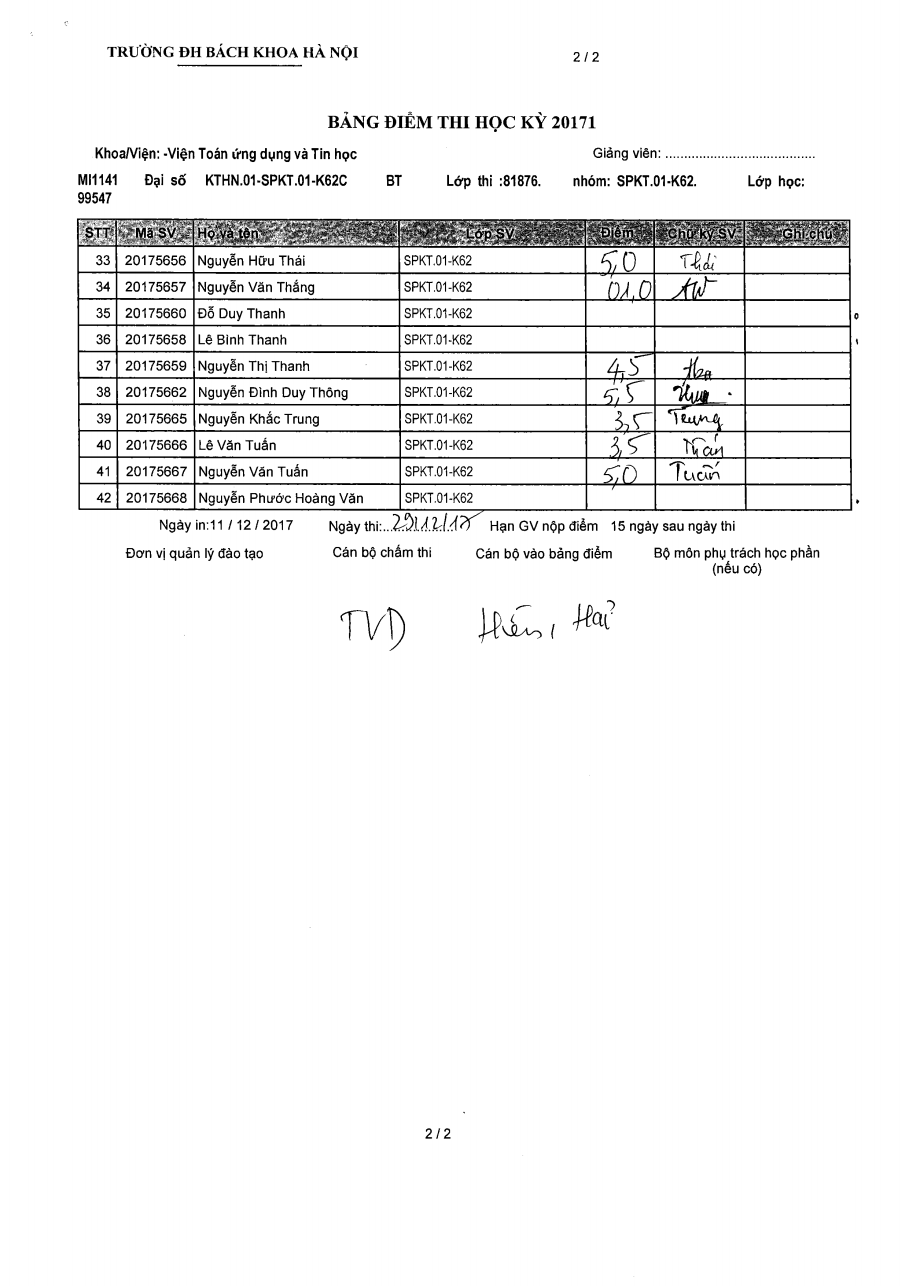 TRƯỜNG ĐH BÁCH KHOA HÀ NỘI 2 / 2
BẢNG ĐIỂM THI HỌC KỲ 20171
Khoa/Viện: -Viện Toán ứng dụng và Tin học Giảng viên: ........................................
MI1141 Đại số KTHN.01-SPKT.01-K62C BT Lớp thi :81876. nhóm: SPKT.01-K62. Lớp học:
99547
STT Mã SV Họ và tên Lớp SV Điểm Chữ ký SV Ghi chú
33 20175656 Nguyễn Hữu Thái SPKT.01-K62 5,0 Thái
34 20175657 Nguyễn Văn Thắng SPKT.01-K62 01,0
35 20175660 Đỗ Duy Thanh SPKT.01-K62
36 20175658 Lê Bình Thanh SPKT.01-K62
37 20175659 Nguyễn Thị Thanh SPKT.01-K62 4,5
38 20175662 Nguyễn Đình Duy Thông SPKT.01-K62 5,5
39 20175665 Nguyễn Khắc Trung SPKT.01-K62 3,5 Trung
40 20175666 Lê Văn Tuấn SPKT.01-K62 3,5
41 20175667 Nguyễn Văn Tuấn SPKT.01-K62 5,0 Tuấn
42 20175668 Nguyễn Phước Hoàng Văn SPKT.01-K62
Ngày in:11 / 12 / 2017 Ngày thi:...29/12/17 Hạn GV nộp điểm 15 ngày sau ngày thi
Đơn vị quản lý đào tạo Cán bộ chấm thi Cán bộ vào bảng điểm Bộ môn phụ trách học phần
(nếu có)
TVD Hiền, Hải
2 / 2